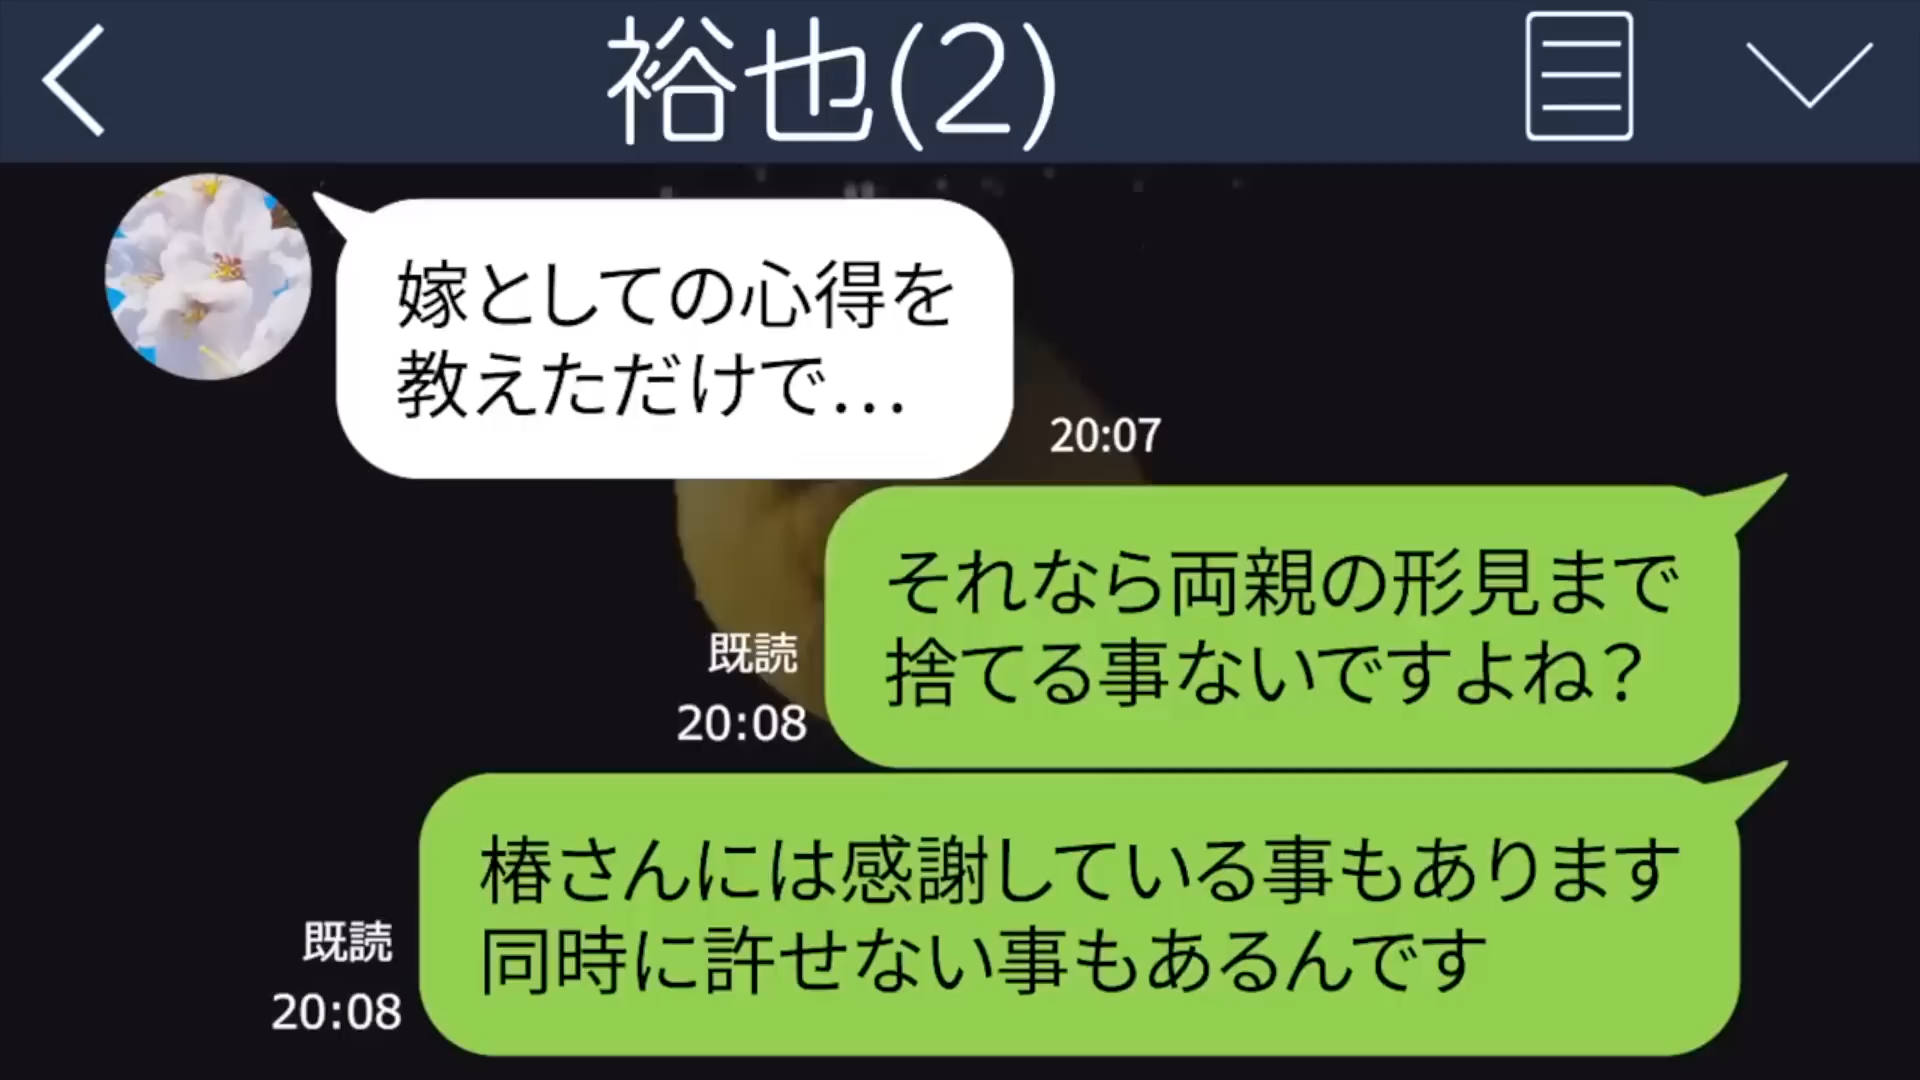 裕也(2)
嫁としての心得を
教えただけで…
20:07
それなら両親の形見まで
捨てる事ないですよね？
既読
20:08
椿さんには感謝している事もあります
同時に許せない事もあるんです
既読
20:08